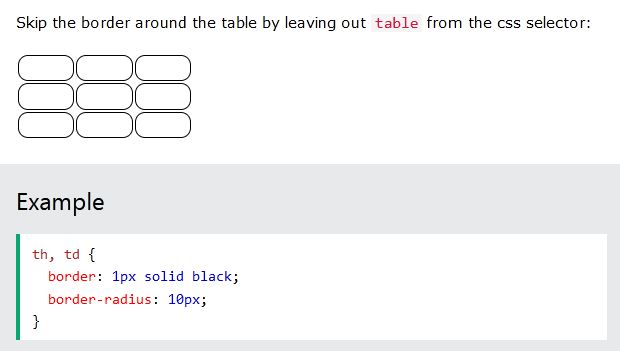 Skip the border around the table by leaving out table from the css selector:
Example
th, td {
  border: 1px solid black;
  border-radius: 10px;
}